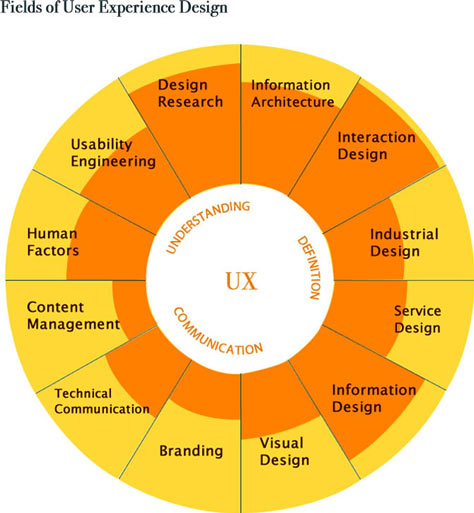 Fields of User Experience Design
Design
Research
Information
Architecture
Interaction
Design
Industrial
Design
Service
Design
Information
Design
Visual
Design
Branding
Technical
Communication
Content
Management
Human
Factors
Usability
Engineering
UNDERSTANDING
DEFINITION
COMMUNICATION
UX